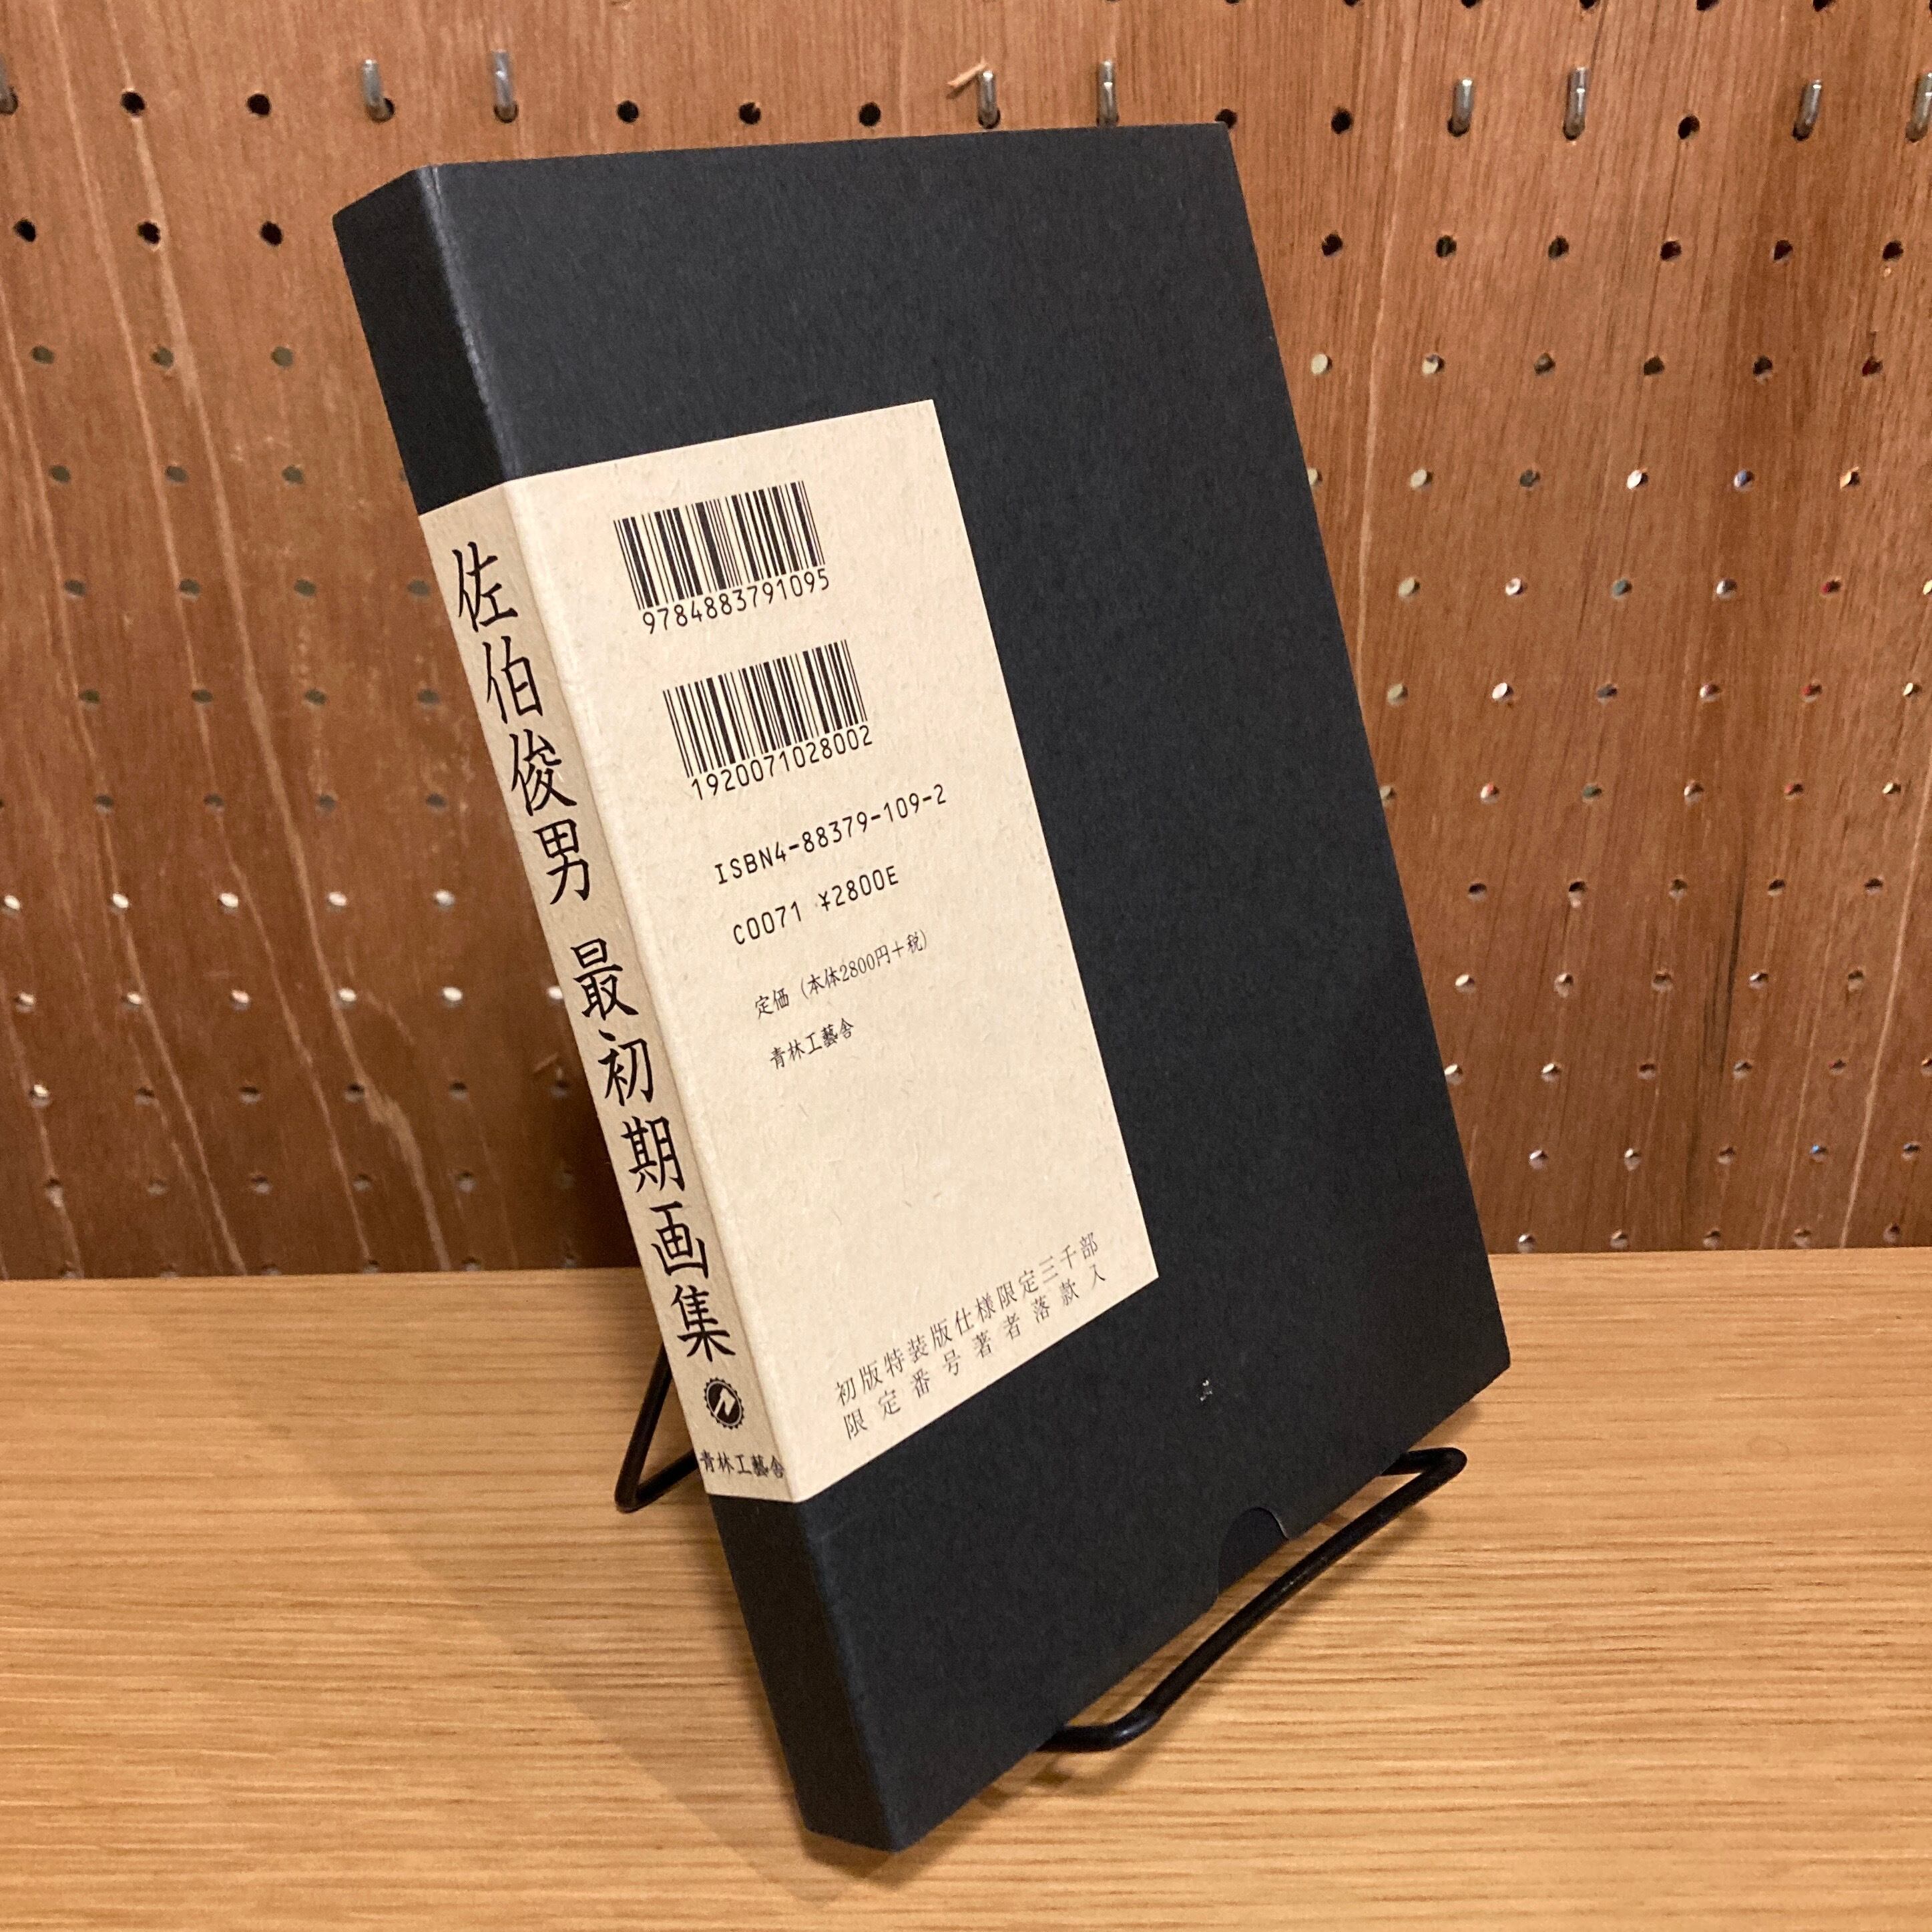 佐伯俊男 最初期画集
青林工藝舎
9784883791095
1920071028002
ISBN4-88379-109-2
C0071 ¥2800E
定価（本体2800円＋税）
青林工藝舎
初版特装版仕様限定三千部
限定番号著者落款入